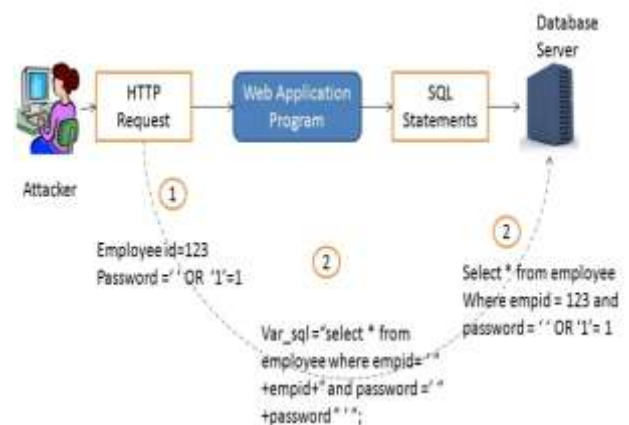 Database
Server
HTTP
Request
Web Application
Program
SQL
Statements
Attacker
1
Employee id=123
Password =' ' OR '1'=1
2
2
Select * from employee
Where empid = 123 and
password = ' ' OR '1'= 1
Var_sql ="select * from
employee where empid=' "
+empid+" and password =' "
+password " ' ";